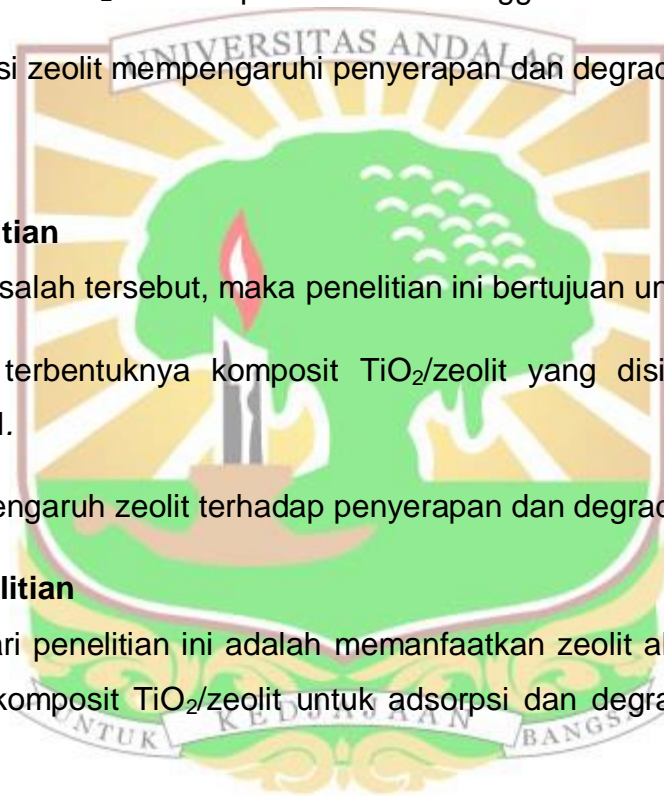 UNIVERSITAS ANDALAS
si zeolit mempengaruhi penyerapan dan degrad
tian
salah tersebut, maka penelitian ini bertujuan un
terbentuknya komposit TiO₂/zeolit yang disi
l.
engaruh zeolit terhadap penyerapan dan degrad
litian
ari penelitian ini adalah memanfaatkan zeolit al
komposit TiO₂/zeolit untuk adsorpsi dan degra
UNTUK KEDJAJAAN BANGSA